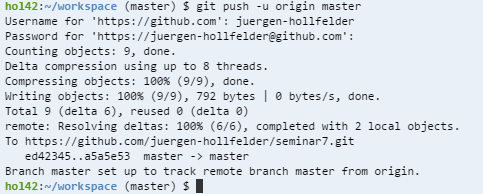 hol42:~/workspace (master) $ git push -u origin master
Username for 'https://github.com': juergen-hollfelder
Password for 'https://juergen-hollfelder@github.com':
Counting objects: 9, done.
Delta compression using up to 8 threads.
Compressing objects: 100% (9/9), done.
Writing objects: 100% (9/9), 792 bytes | 0 bytes/s, done.
Total 9 (delta 6), reused 0 (delta 0)
remote: Resolving deltas: 100% (6/6), completed with 2 local objects.
To https://github.com/juergen-hollfelder/seminar7.git
   ed42345..a5a5e53  master -> master
Branch master set up to track remote branch master from origin.
hol42:~/workspace (master) $